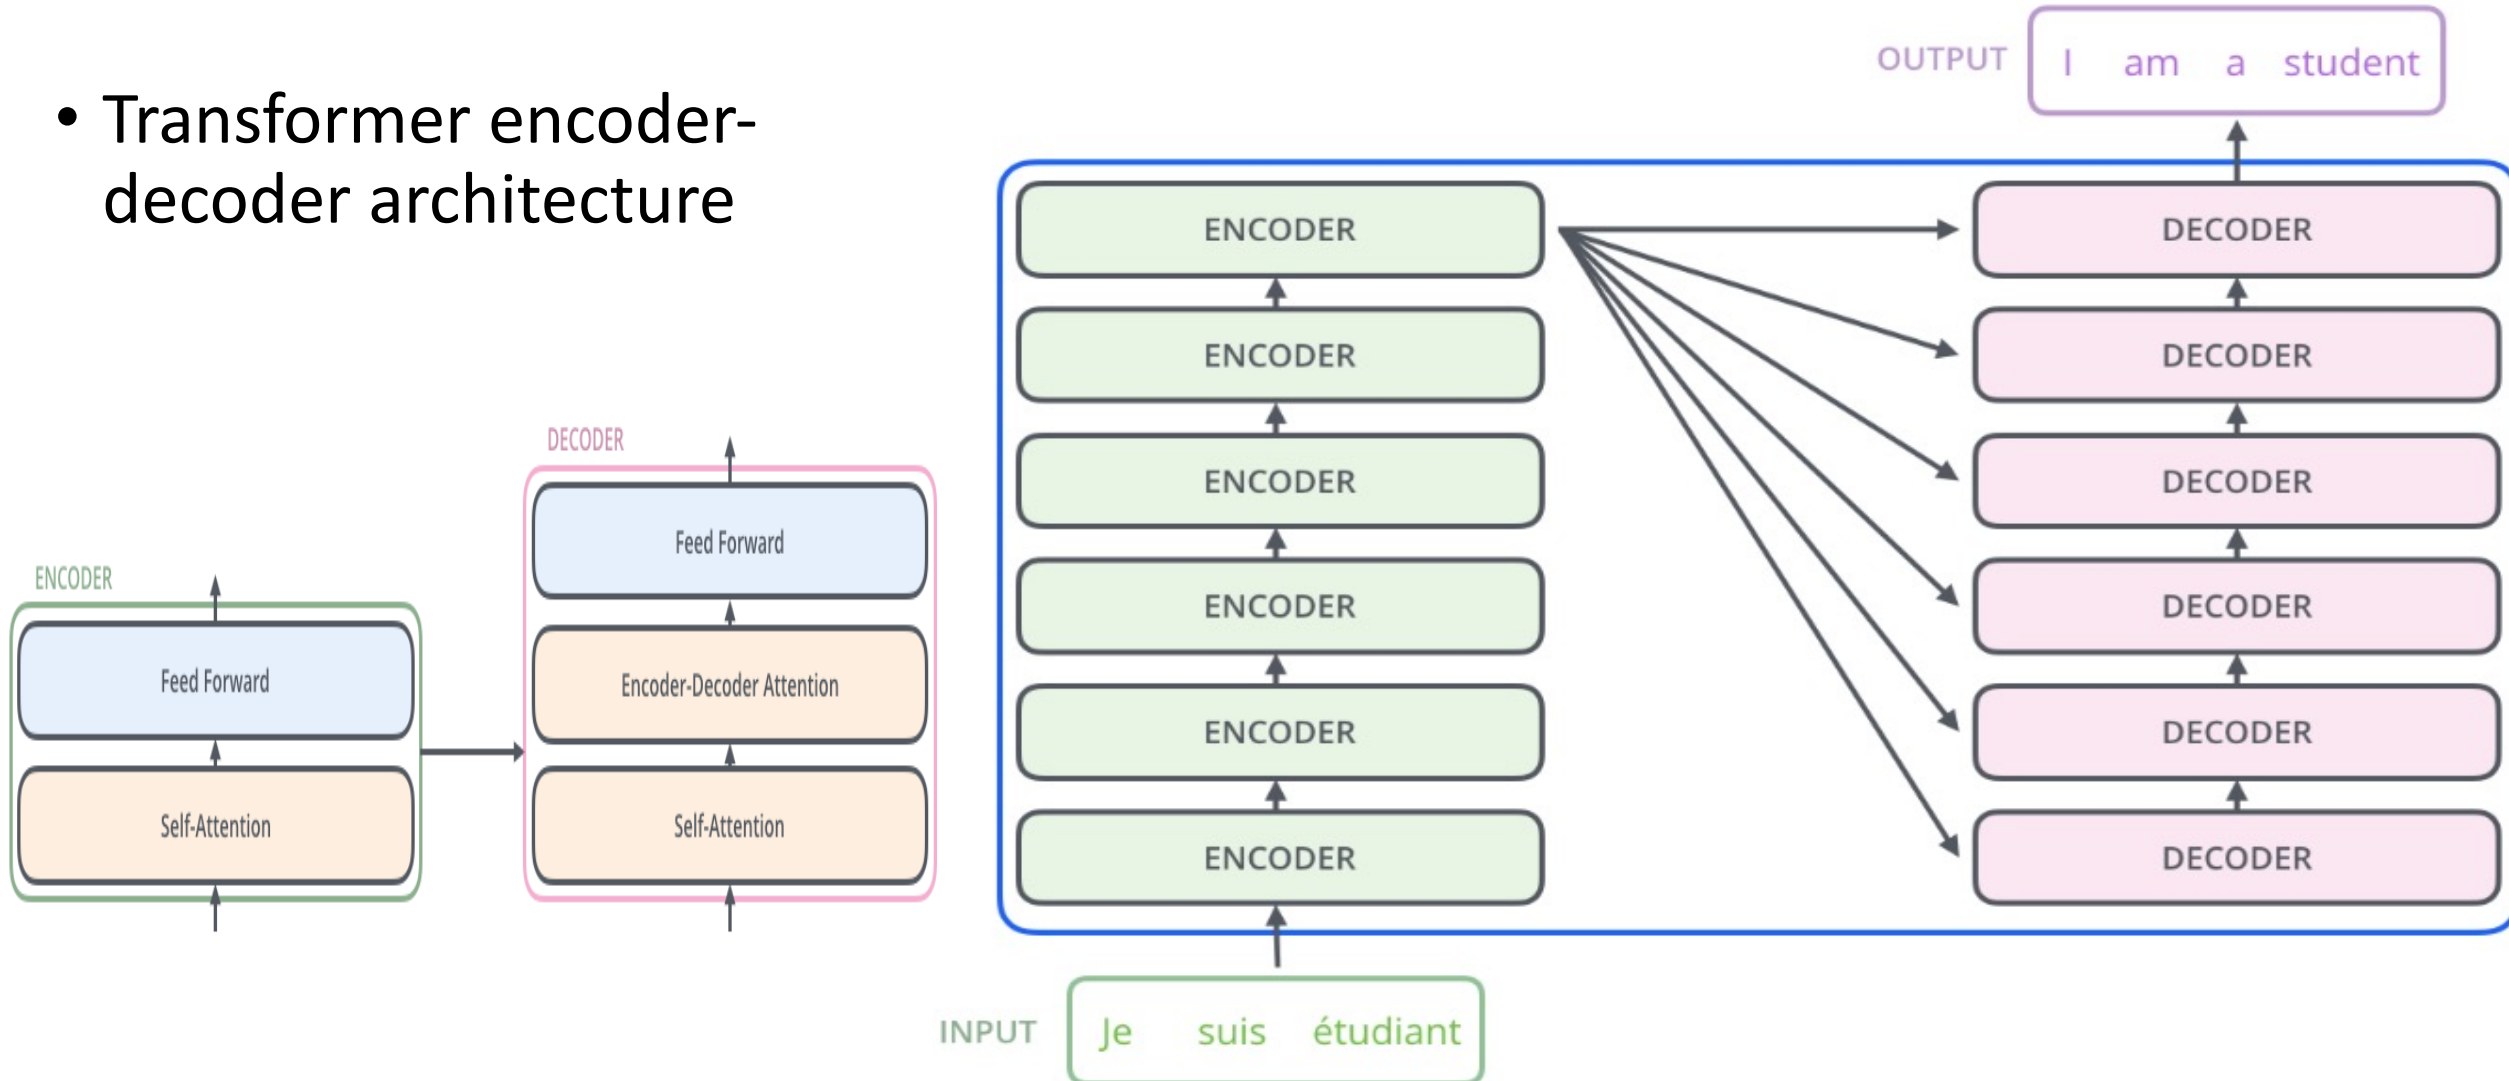 • Transformer encoder-
decoder architecture
ENCODER
Feed Forward
Self-Attention
DECODER
Feed Forward
Encoder-Decoder Attention
Self-Attention
OUTPUT
I am a student
ENCODER
ENCODER
ENCODER
ENCODER
ENCODER
ENCODER
DECODER
DECODER
DECODER
DECODER
DECODER
DECODER
INPUT
Je suis étudiant